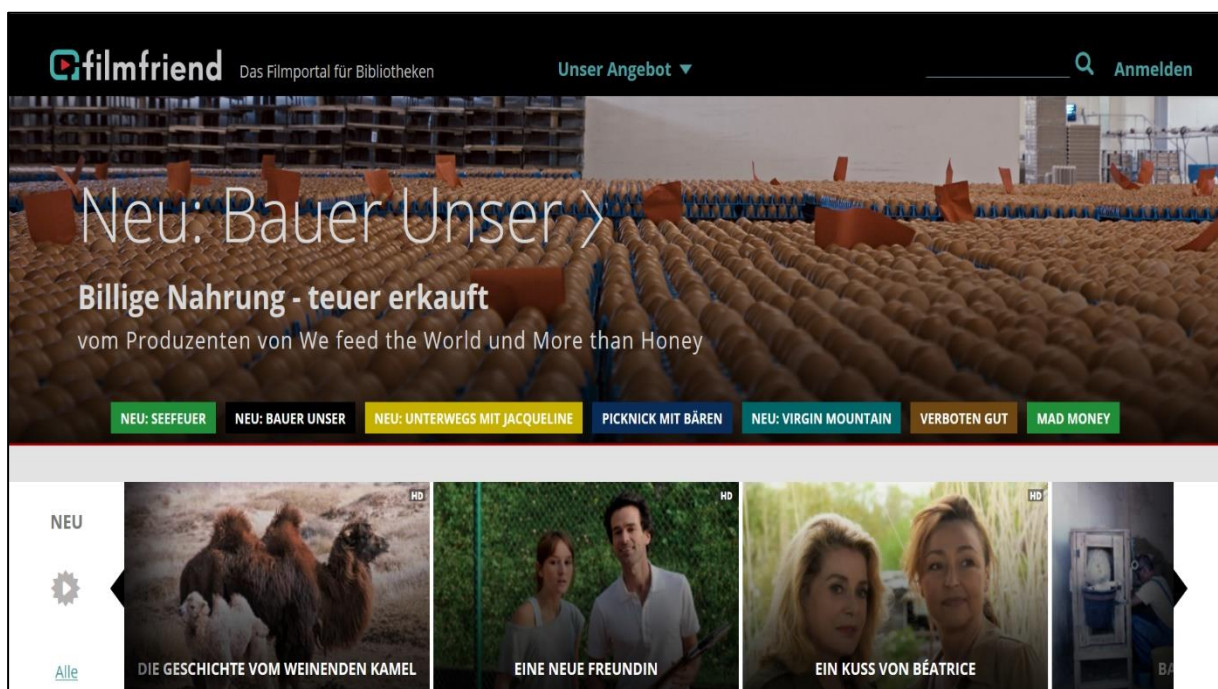 filmfriend Das Filmportal für Bibliotheken Unser Angebot Anmelden
Neu: Bauer Unser
Billige Nahrung - teuer erkauft
vom Produzenten von We feed the World und More than Honey
NEU: SEEFEUER NEU: BAUER UNSER NEU: UNTERWEGS MIT JACQUELINE PICKNICK MIT BÄREN NEU: VIRGIN MOUNTAIN VERBOTEN GUT MAD MONEY
NEU
HD HD HD
DIE GESCHICHTE VOM WEINENDEN KAMEL EINE NEUE FREUNDIN EIN KUSS VON BÉATRICE
Alle